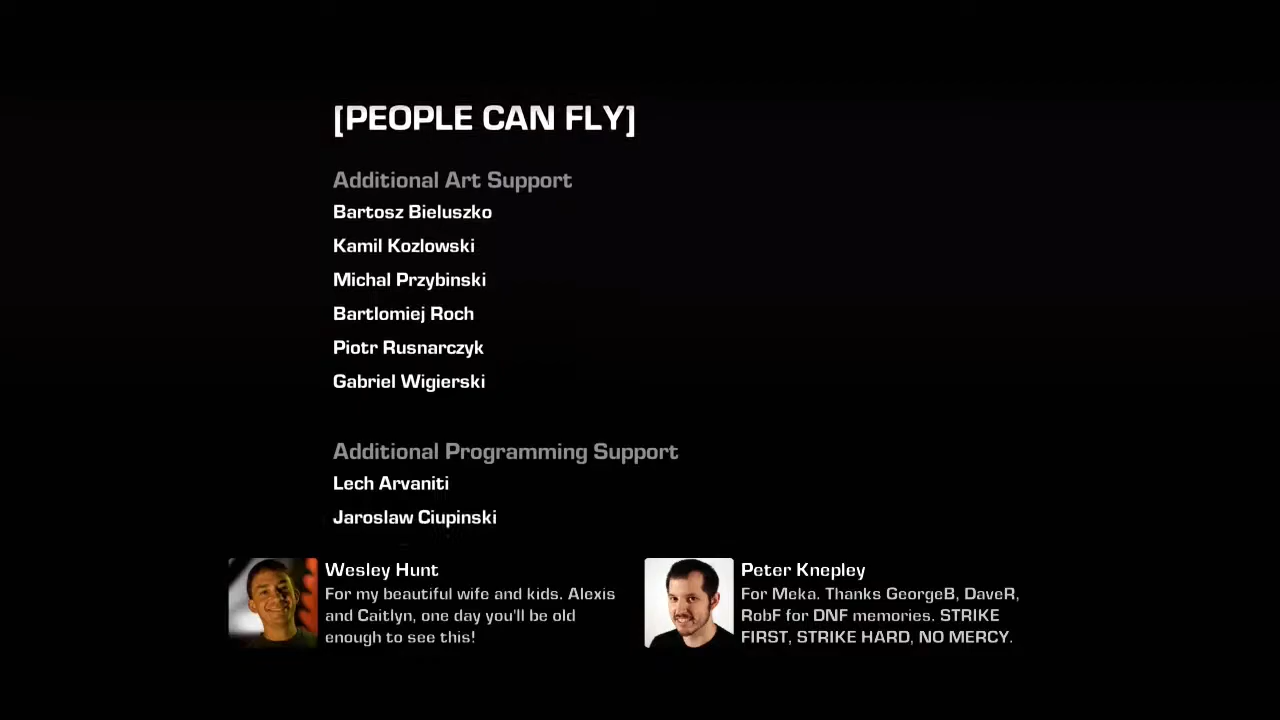 [PEOPLE CAN FLY]
Additional Art Support
Bartosz Bieluszko
Kamil Kozlowski
Michal Przybinski
Bartlomiej Roch
Piotr Rusnarczyk
Gabriel Wigierski
Additional Programming Support
Lech Arvaniti
Jaroslaw Ciupinski
Wesley Hunt
For my beautiful wife and kids. Alexis
and Caitlyn, one day you'll be old
enough to see this!
Peter Knepley
For Meka. Thanks GeorgeB, DaveR,
RobF for DNF memories. STRIKE
FIRST, STRIKE HARD, NO MERCY.